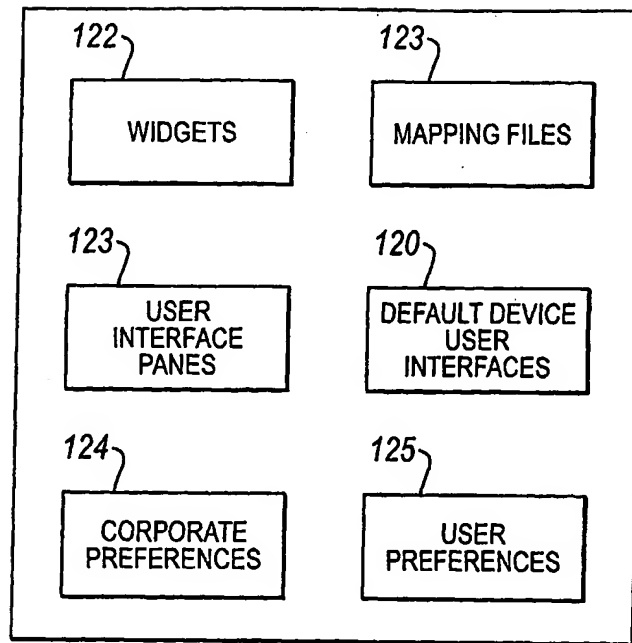 122
WIDGETS
123
MAPPING FILES
123
USER
INTERFACE
PANES
120
DEFAULT DEVICE
USER
INTERFACES
124
CORPORATE
PREFERENCES
125
USER
PREFERENCES